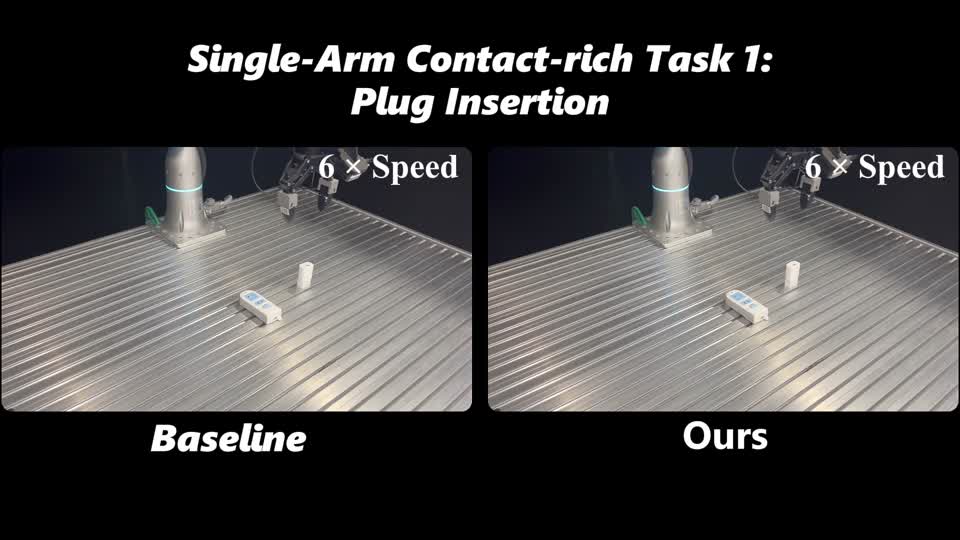 Single-Arm Contact-rich Task 1:
Plug Insertion
6 × Speed
6 × Speed
Baseline
Ours